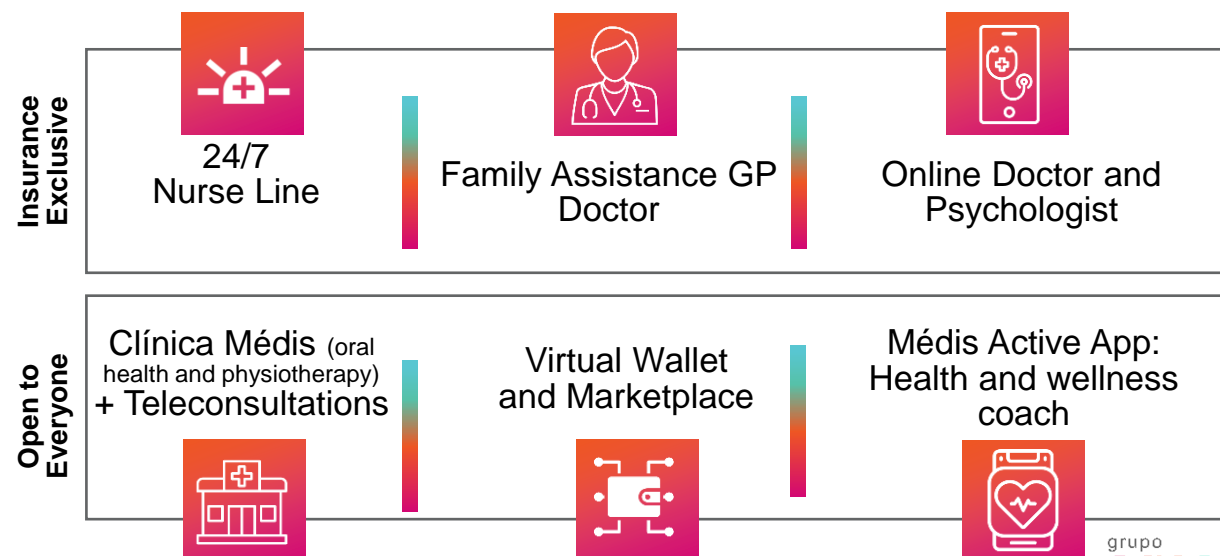 Insurance
Exclusive
24/7
Nurse Line
Family Assistance GP
Doctor
Online Doctor and
Psychologist
Open to
Everyone
Clínica Médis (oral
health and physiotherapy)
+ Teleconsultations
Virtual Wallet
and Marketplace
Médis Active App:
Health and wellness
coach
grupo